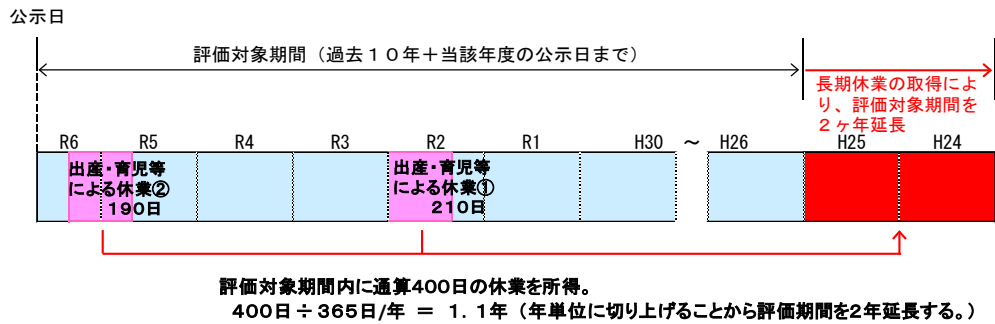 公示日
評価対象期間（過去１０年＋当該年度の公示日まで）
長期休業の取得によ
り、評価対象期間を
２ヶ年延長
R6 R5 R4 R3 R2 R1 H30 ～ H26 H25 H24
出産・育児等
による休業②
１９０日
出産・育児等
による休業①
２１０日
評価対象期間内に通算400日の休業を所得。
400日÷365日/年 ＝ １．１年（年単位に切り上げることから評価期間を2年延長する。）